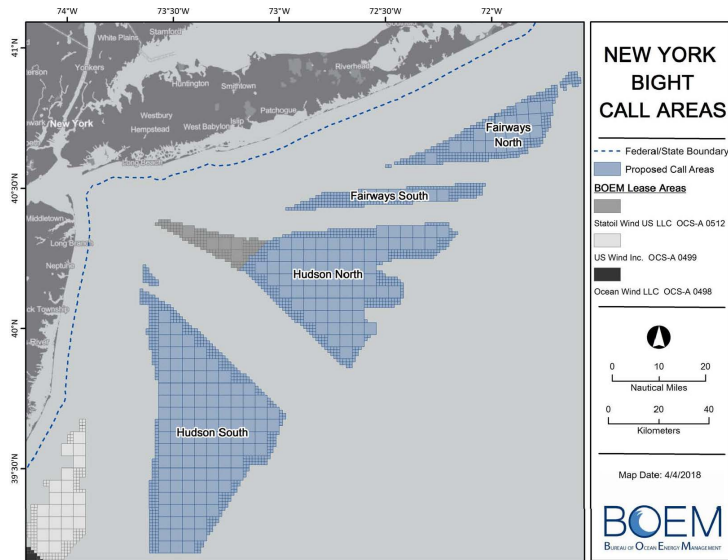 74°W 73°30'W 73°W 72°30'W 72°W
41°N
40°30'N
40°N
39°30'N
Stamford
White Plains
Yonkers
Huntington
Smithtown
Riverhead
Westbury
Patchogue
New York
Hempstead
West Babylon
Islip
Long Beach
Middletown
Long Branch
Neptune
Fairways
North
Fairways South
Hudson North
Hudson South
NEW YORK
BIGHT
CALL AREAS
Federal/State Boundary
Proposed Call Areas
BOEM Lease Areas
Statoil Wind US LLC OCS-A 0512
US Wind Inc. OCS-A 0499
Ocean Wind LLC OCS-A 0498
0 10 20
Nautical Miles
0 20 40
Kilometers
Map Date: 4/4/2018
BOEM
BUREAU OF OCEAN ENERGY MANAGEMENT